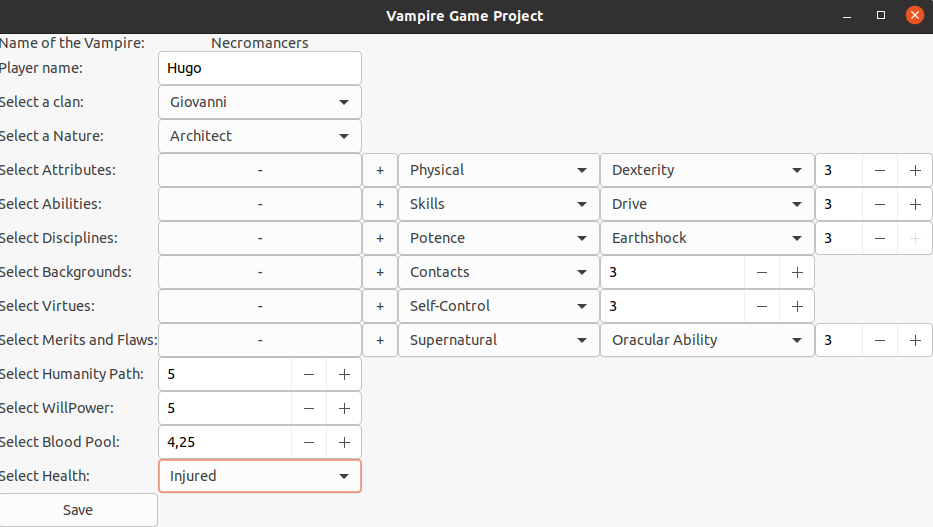 Vampire Game Project
Name of the Vampire: Necromancers
Player name: Hugo
Select a clan: Giovanni
Select a Nature: Architect
Select Attributes: - + Physical Dexterity 3 − +
Select Abilities: - + Skills Drive 3 − +
Select Disciplines: - + Potence Earthshock 3 − +
Select Backgrounds: - + Contacts 3 − +
Select Virtues: - + Self-Control 3 − +
Select Merits and Flaws: - + Supernatural Oracular Ability 3 − +
Select Humanity Path: 5 − +
Select WillPower: 5 − +
Select Blood Pool: 4,25 − +
Select Health: Injured
Save